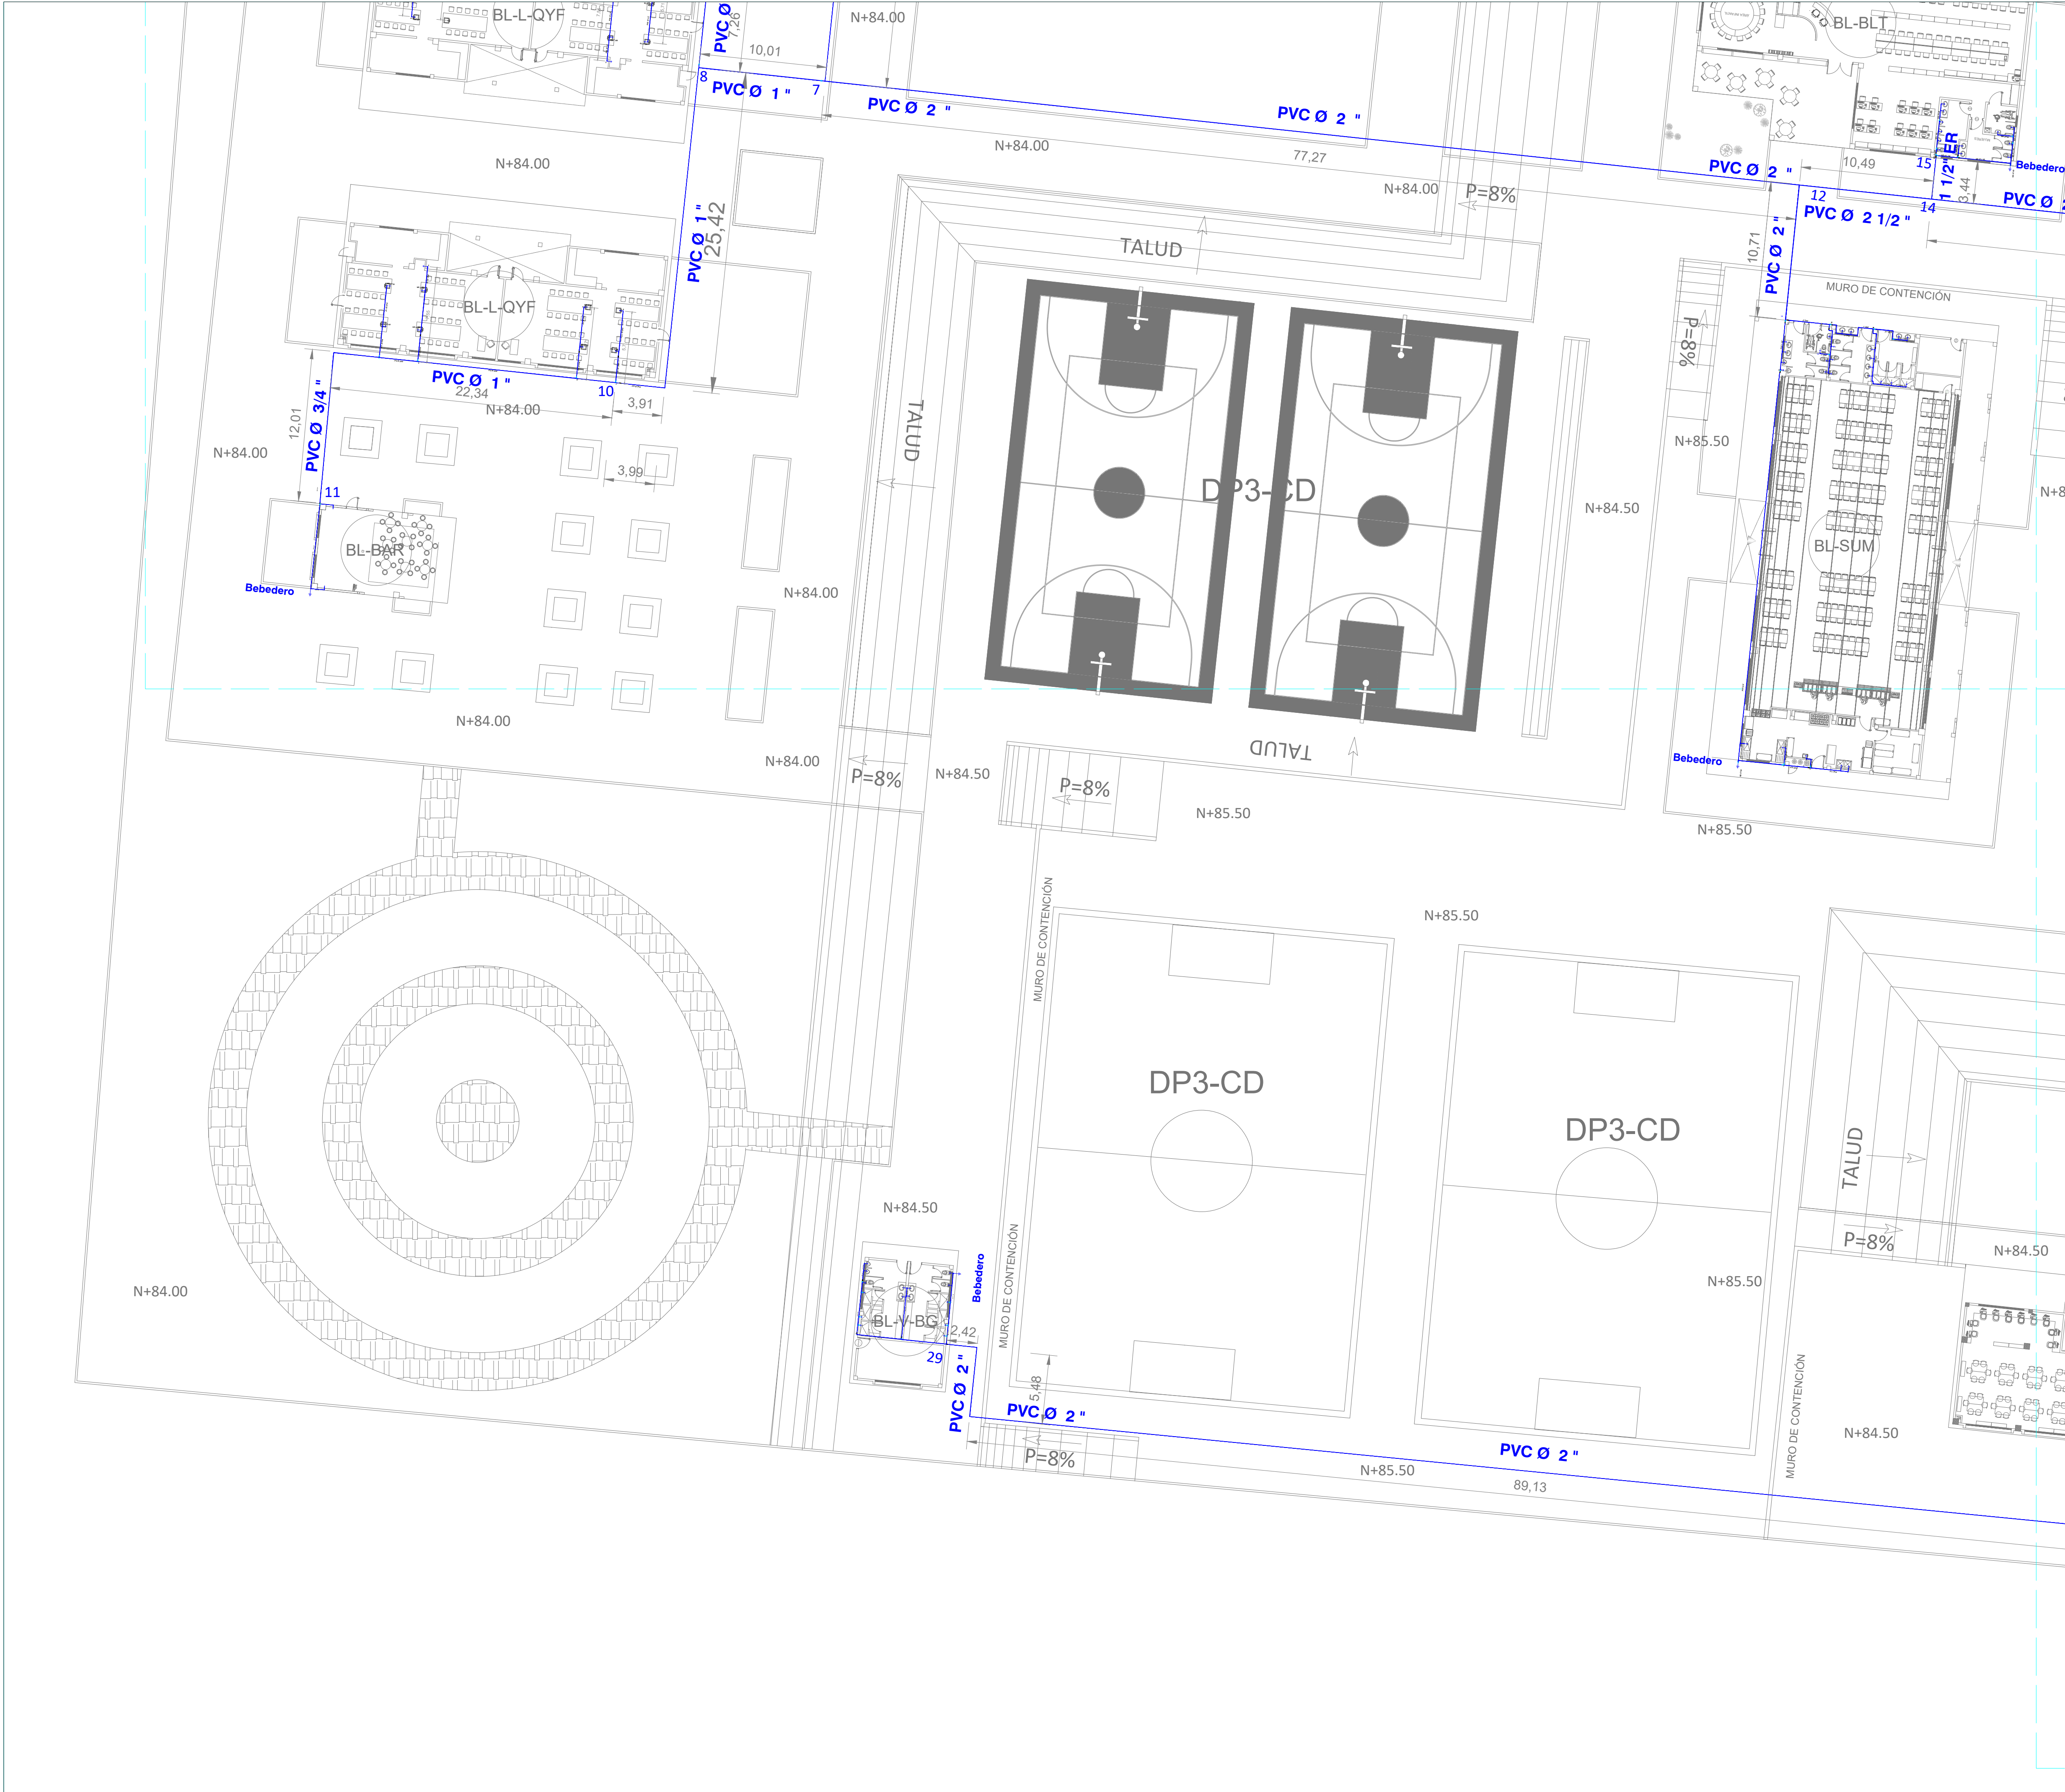 BL-L-QYF
PVC Ø
7,26
10,01
N+84.00
BL-BLT
8
PVC Ø 1 "
7
PVC Ø 2 "
PVC Ø 2 "
N+84.00
N+84.00
77,27
N+84.00
P=8%
PVC Ø 2 "
10,49
15
1 1/2" ER
3,44
Bebedero
12
PVC Ø 2 1/2 "
14
PVC Ø 2
PVC Ø 1 "
25,42
TALUD
10,71
PVC Ø 2 "
MURO DE CONTENCIÓN
BL-L-QYF
P=8%
PVC Ø 1 "
22,34
10
3,91
N+84.00
PVC Ø 3/4 "
12,01
N+84.00
3,99
TALUD
11
DP3-CD
N+85.50
N+84.50
N+8
BL-BAR
BL-SUM
Bebedero
N+84.00
N+84.00
TALUD
N+84.00
P=8%
N+84.50
P=8%
N+85.50
Bebedero
N+85.50
MURO DE CONTENCIÓN
N+85.50
DP3-CD
DP3-CD
TALUD
N+84.50
P=8%
N+84.50
Bebedero
MURO DE CONTENCIÓN
N+85.50
N+84.00
BL-V-BG
2,42
29
PVC Ø 2 "
5,48
PVC Ø 2 "
MURO DE CONTENCIÓN
N+84.50
P=8%
PVC Ø 2 "
N+85.50
89,13